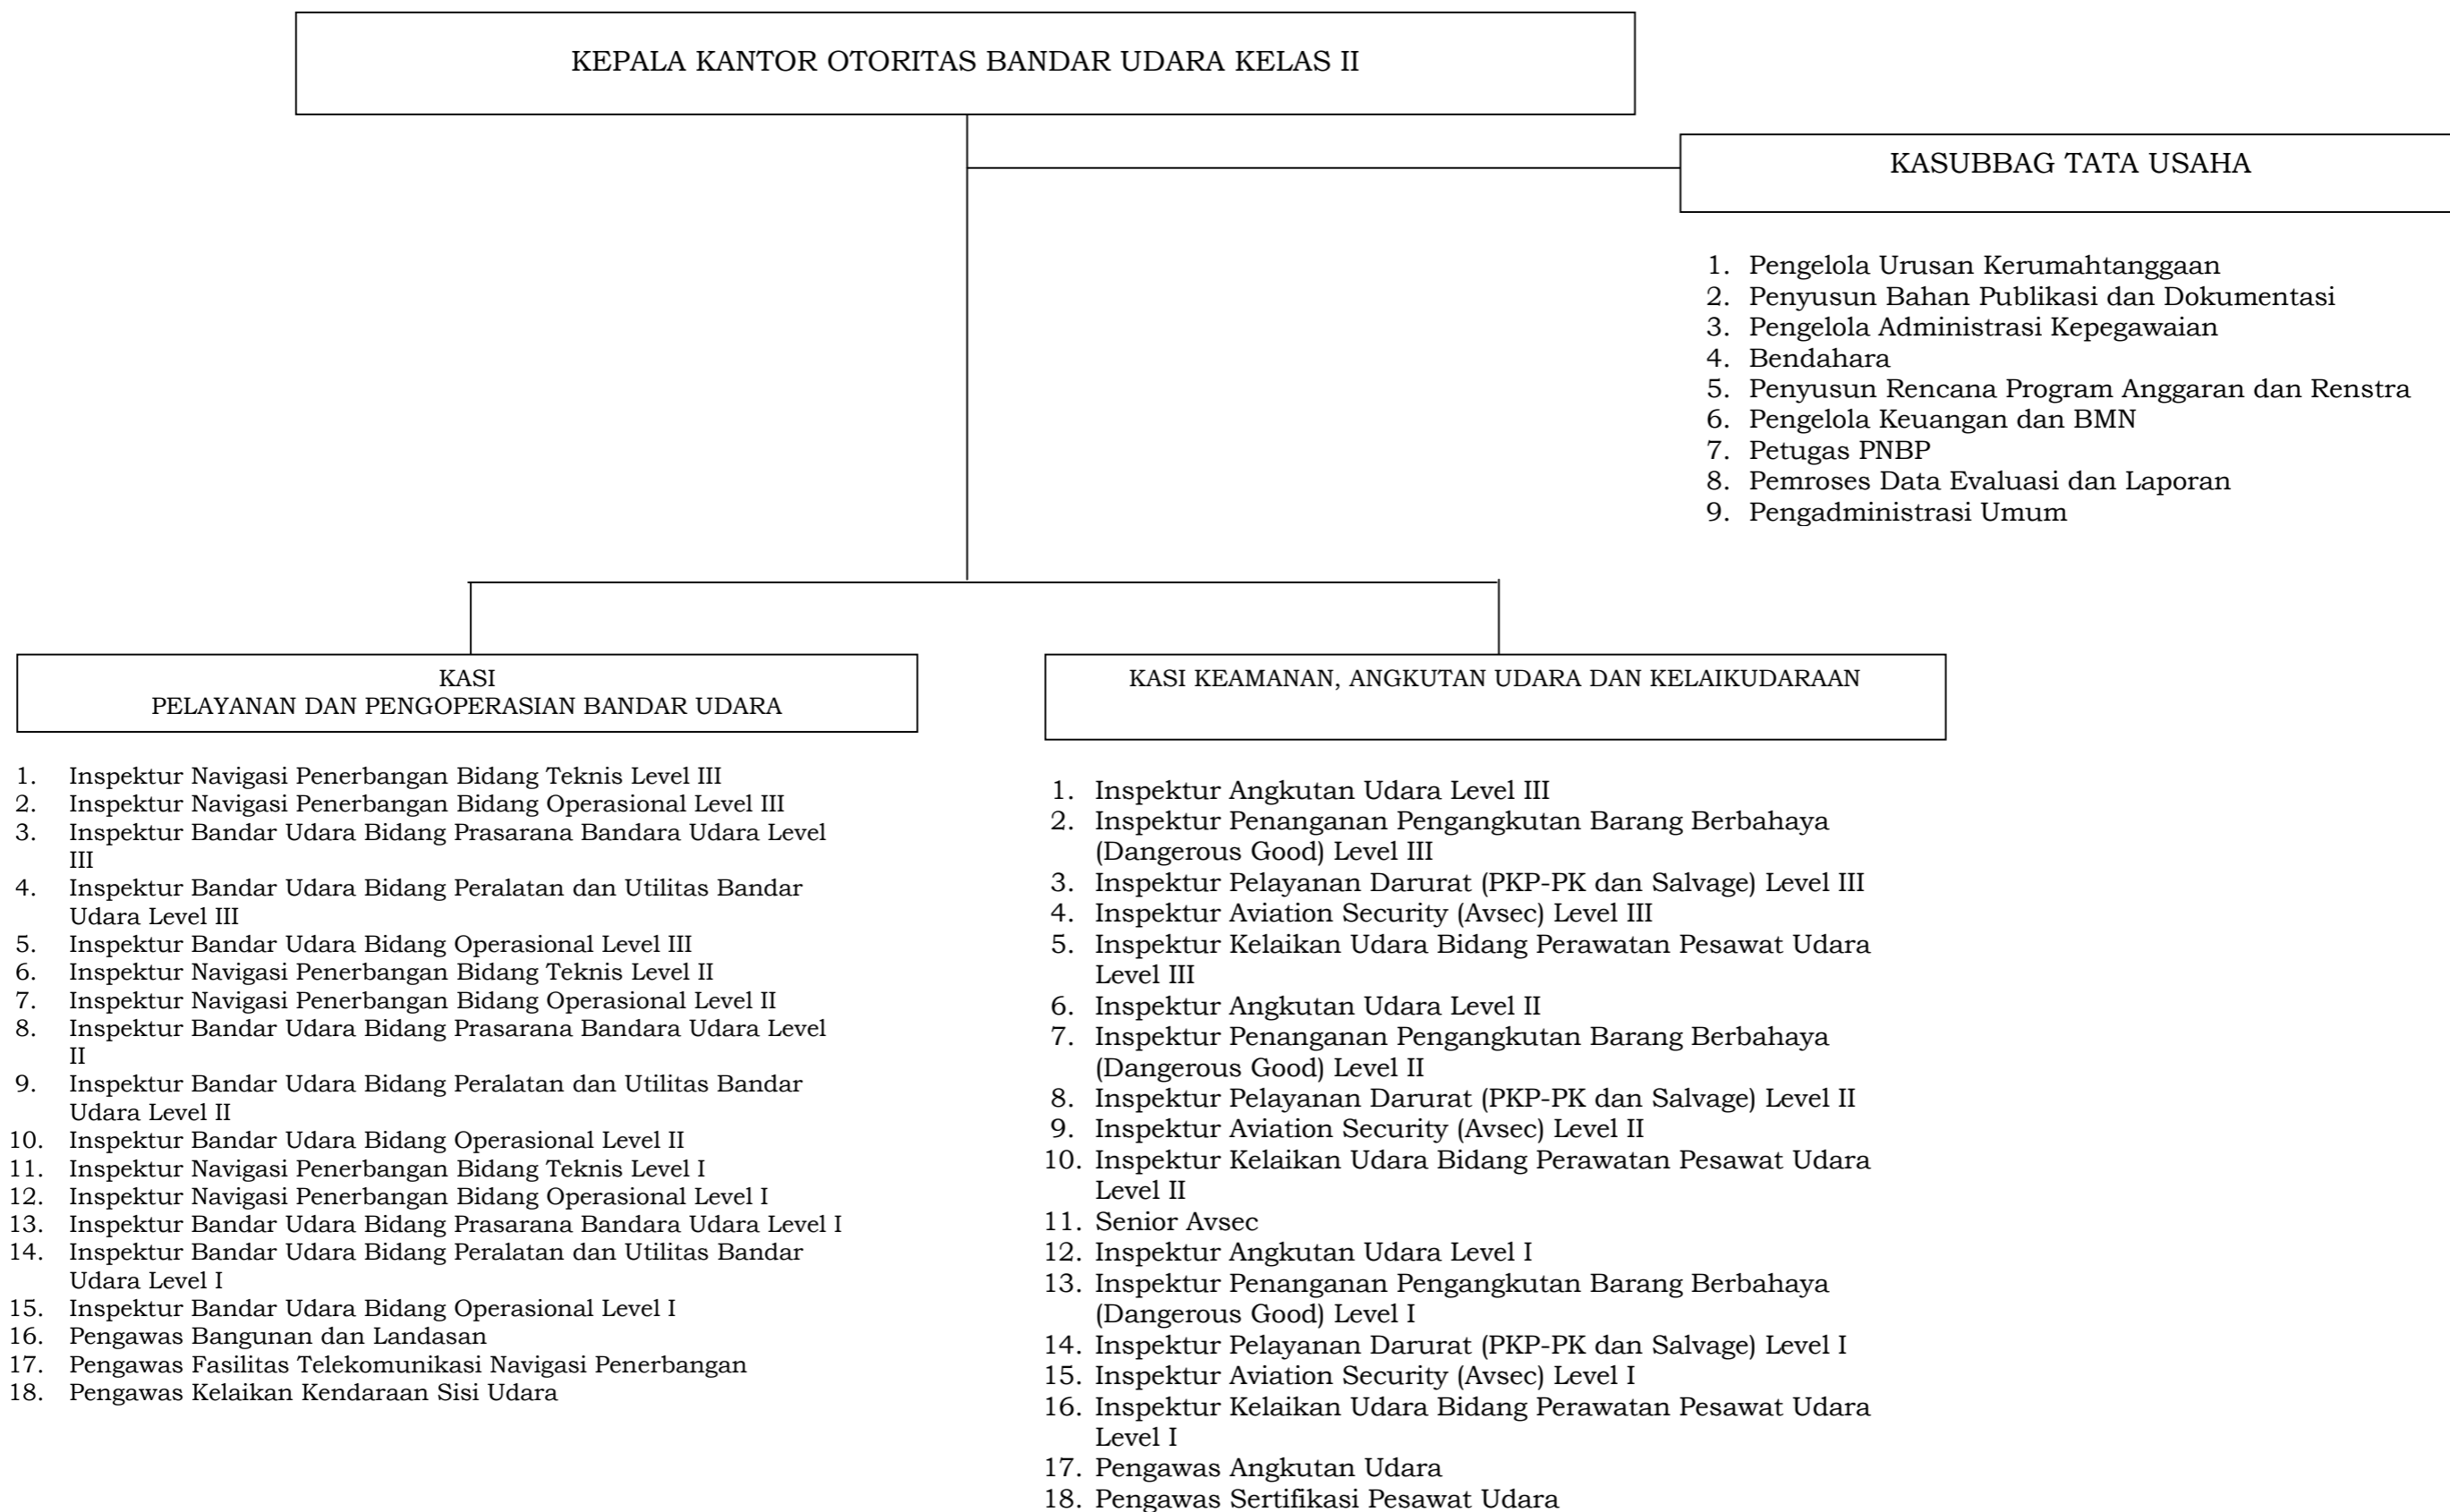 KEPALA KANTOR OTORITAS BANDAR UDARA KELAS II
KASUBBAG TATA USAHA
1. Pengelola Urusan Kerumahtanggaan
2. Penyusun Bahan Publikasi dan Dokumentasi
3. Pengelola Administrasi Kepegawaian
4. Bendahara
5. Penyusun Rencana Program Anggaran dan Renstra
6. Pengelola Keuangan dan BMN
7. Petugas PNBP
8. Pemroses Data Evaluasi dan Laporan
9. Pengadministrasi Umum
KASI
PELAYANAN DAN PENGOPERASIAN BANDAR UDARA
1. Inspektur Navigasi Penerbangan Bidang Teknis Level III
2. Inspektur Navigasi Penerbangan Bidang Operasional Level III
3. Inspektur Bandar Udara Bidang Prasarana Bandara Udara Level
III
4. Inspektur Bandar Udara Bidang Peralatan dan Utilitas Bandar
Udara Level III
5. Inspektur Bandar Udara Bidang Operasional Level III
6. Inspektur Navigasi Penerbangan Bidang Teknis Level II
7. Inspektur Navigasi Penerbangan Bidang Operasional Level II
8. Inspektur Bandar Udara Bidang Prasarana Bandara Udara Level
II
9. Inspektur Bandar Udara Bidang Peralatan dan Utilitas Bandar
Udara Level II
10. Inspektur Bandar Udara Bidang Operasional Level II
11. Inspektur Navigasi Penerbangan Bidang Teknis Level I
12. Inspektur Navigasi Penerbangan Bidang Operasional Level I
13. Inspektur Bandar Udara Bidang Prasarana Bandara Udara Level I
14. Inspektur Bandar Udara Bidang Peralatan dan Utilitas Bandar
Udara Level I
15. Inspektur Bandar Udara Bidang Operasional Level I
16. Pengawas Bangunan dan Landasan
17. Pengawas Fasilitas Telekomunikasi Navigasi Penerbangan
18. Pengawas Kelaikan Kendaraan Sisi Udara
KASI KEAMANAN, ANGKUTAN UDARA DAN KELAIKUDARAAN
1. Inspektur Angkutan Udara Level III
2. Inspektur Penanganan Pengangkutan Barang Berbahaya
(Dangerous Good) Level III
3. Inspektur Pelayanan Darurat (PKP-PK dan Salvage) Level III
4. Inspektur Aviation Security (Avsec) Level III
5. Inspektur Kelaikan Udara Bidang Perawatan Pesawat Udara
Level III
6. Inspektur Angkutan Udara Level II
7. Inspektur Penanganan Pengangkutan Barang Berbahaya
(Dangerous Good) Level II
8. Inspektur Pelayanan Darurat (PKP-PK dan Salvage) Level II
9. Inspektur Aviation Security (Avsec) Level II
10. Inspektur Kelaikan Udara Bidang Perawatan Pesawat Udara
Level II
11. Senior Avsec
12. Inspektur Angkutan Udara Level I
13. Inspektur Penanganan Pengangkutan Barang Berbahaya
(Dangerous Good) Level I
14. Inspektur Pelayanan Darurat (PKP-PK dan Salvage) Level I
15. Inspektur Aviation Security (Avsec) Level I
16. Inspektur Kelaikan Udara Bidang Perawatan Pesawat Udara
Level I
17. Pengawas Angkutan Udara
18. Pengawas Sertifikasi Pesawat Udara